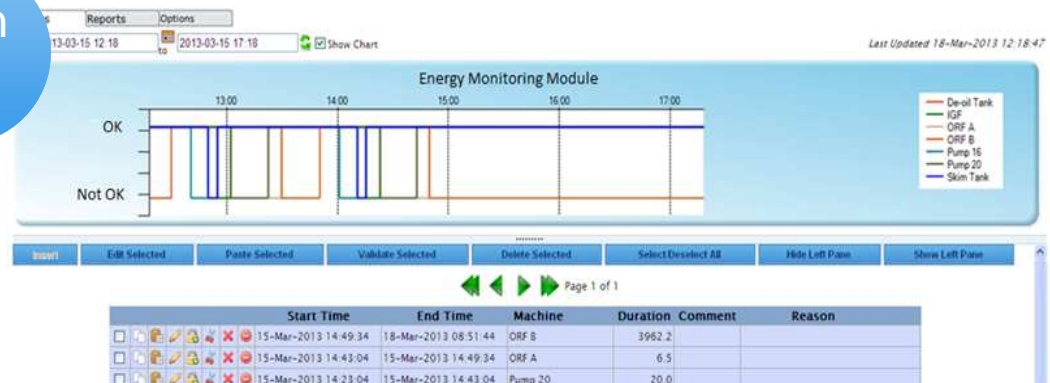 Reports Options
13-03-15 12:18 to 2013-03-15 17:18 Show Chart Last Updated 18-Mar-2013 12:18:47
Energy Monitoring Module
13:00 14:00 15:00 16:00 17:00
OK
Not OK
De-oil Tank
IGF
ORF A
ORF B
Pump 16
Pump 20
Skim Tank
Insert Edit Selected Paste Selected Validate Selected Delete Selected Select Deselect All Hide Left Pane Show Left Pane
Page 1 of 1
Start Time End Time Machine Duration Comment Reason
15-Mar-2013 14:49:34 18-Mar-2013 08:51:44 ORF B 3962.2
15-Mar-2013 14:43:04 15-Mar-2013 14:49:34 ORF A 6.5
15-Mar-2013 14:23:04 15-Mar-2013 14:43:04 Pump 20 20.0